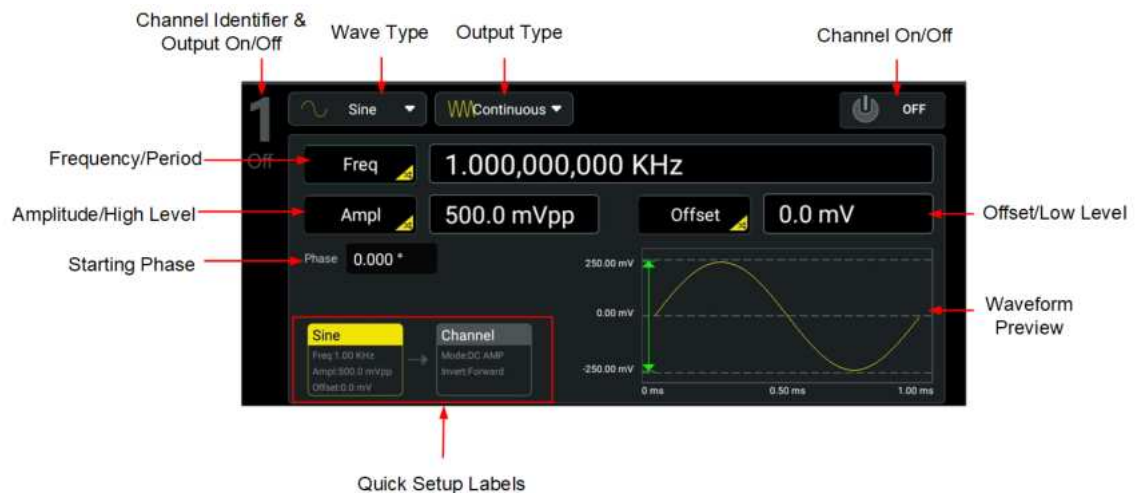 Channel Identifier &
Output On/Off
Wave Type
Output Type
Channel On/Off
1
Off
Sine
Continuous
OFF
Frequency/Period
Freq
1.000,000,000 KHz
Amplitude/High Level
Ampl
500.0 mVpp
Offset
0.0 mV
Offset/Low Level
Starting Phase
Phase
0.000 °
250.00 mV
0.00 mV
-250.00 mV
0 ms
0.50 ms
1.00 ms
Waveform
Preview
Sine
Freq:1.00 KHz
Ampl:500.0 mVpp
Offset:0.0 mV
Channel
Mode:DC AMP
Invert:Forward
Quick Setup Labels